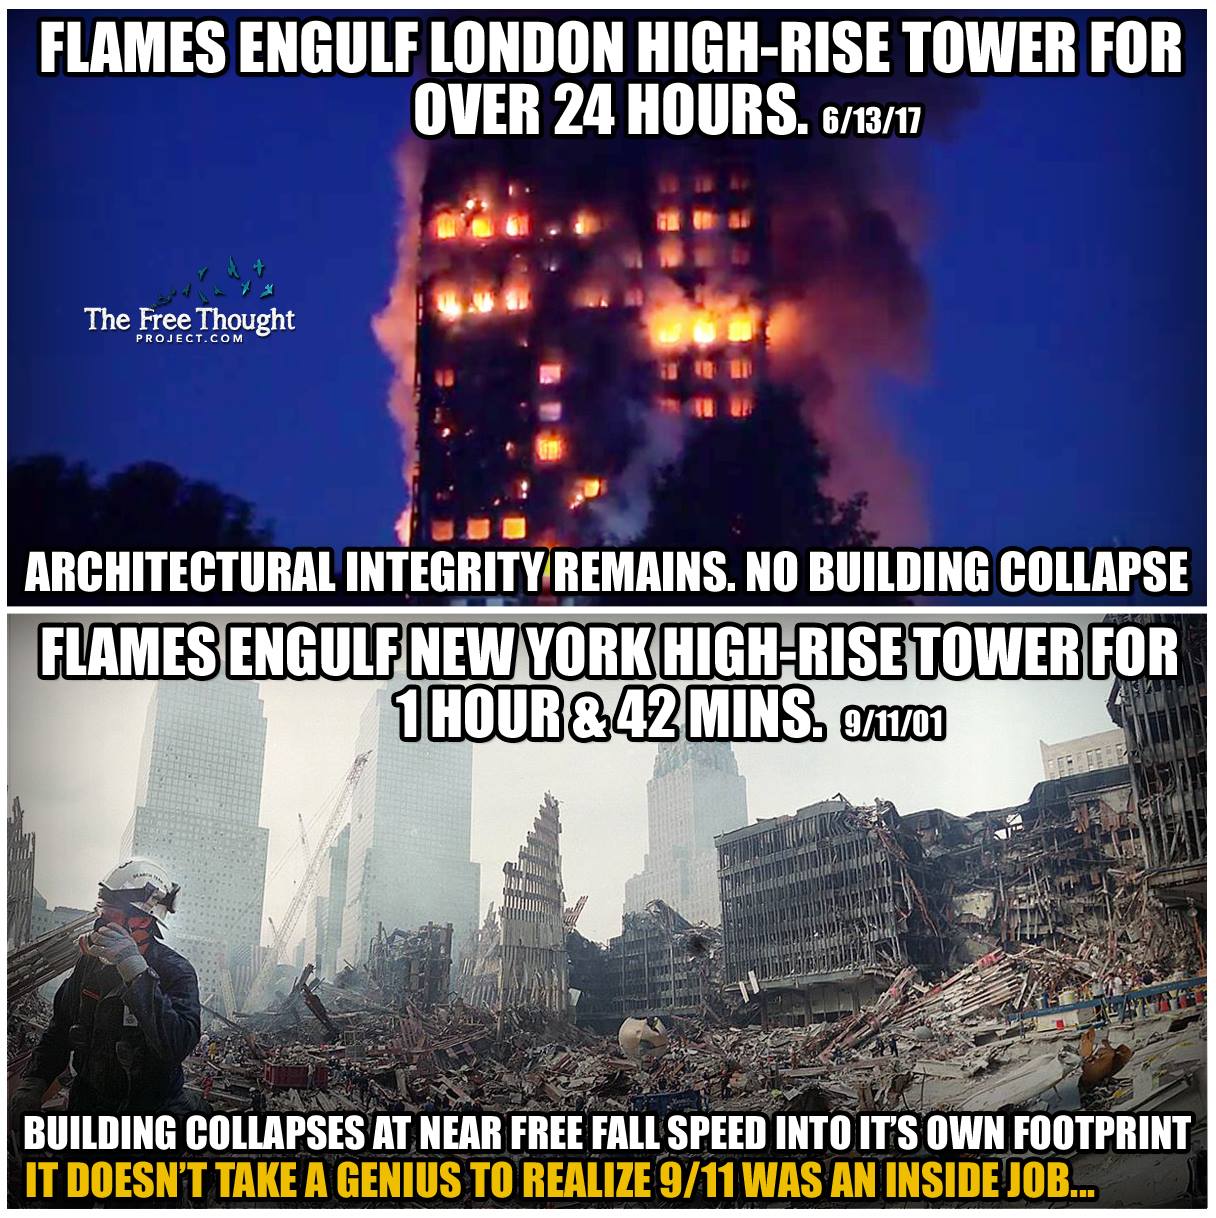 FLAMES ENGULF LONDON HIGH-RISE TOWER FOR
OVER 24 HOURS. 6/13/17
The Free Thought
PROJECT.COM
ARCHITECTURAL INTEGRITY REMAINS. NO BUILDING COLLAPSE
FLAMES ENGULF NEW YORK HIGH-RISE TOWER FOR
1 HOUR & 42 MINS. 9/11/01
SEARCH TEAM
BUILDING COLLAPSES AT NEAR FREE FALL SPEED INTO IT'S OWN FOOTPRINT
IT DOESN'T TAKE A GENIUS TO REALIZE 9/11 WAS AN INSIDE JOB...